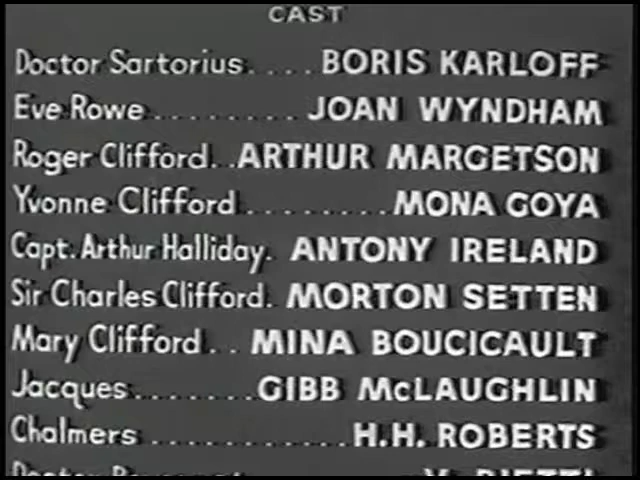 CAST
Doctor Sartorius.... BORIS KARLOFF
Eve Rowe......... JOAN WYNDHAM
Roger Clifford..ARTHUR MARGETSON
Yvonne Clifford........MONA GOYA
Capt. Arthur Halliday. ANTONY IRELAND
Sir Charles Clifford. MORTON SETTEN
Mary Clifford.. MINA BOUCICAULT
Jacques.......GIBB McLAUGHLIN
Chalmers............H.H. ROBERTS
Doctor